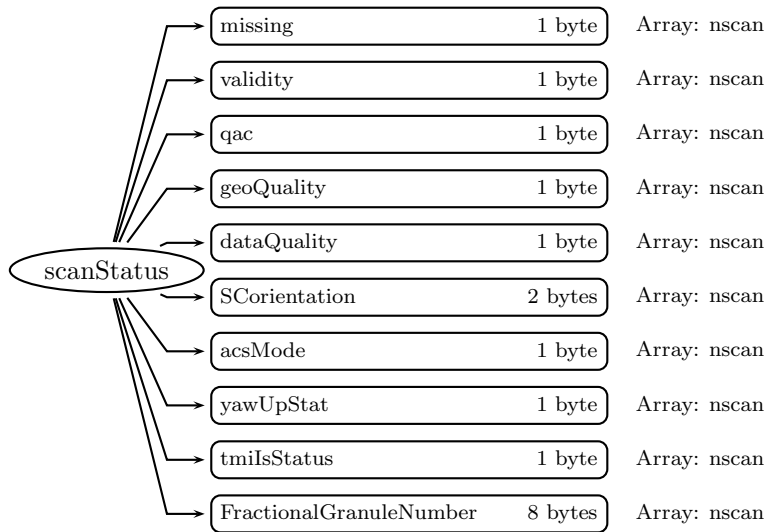 missing 1 byte Array: nscan
validity 1 byte Array: nscan
qac 1 byte Array: nscan
geoQuality 1 byte Array: nscan
dataQuality 1 byte Array: nscan
scanStatus
SCorientation 2 bytes Array: nscan
acsMode 1 byte Array: nscan
yawUpStat 1 byte Array: nscan
tmiIsStatus 1 byte Array: nscan
FractionalGranuleNumber 8 bytes Array: nscan